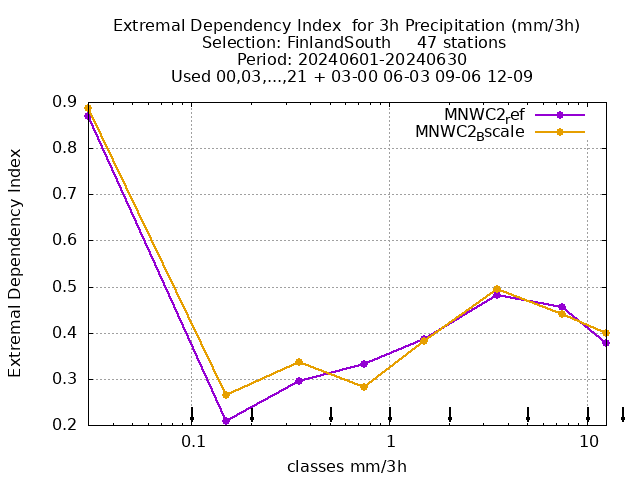 Extremal Dependency Index  for 3h Precipitation (mm/3h)
Selection: FinlandSouth     47 stations
Period: 20240601-20240630
Used 00,03,...,21 + 03-00 06-03 09-06 12-09
MNWC2ref
MNWC2Bscale
Extremal Dependency Index
0.9
0.8
0.7
0.6
0.5
0.4
0.3
0.2
0.1
1
10
classes mm/3h